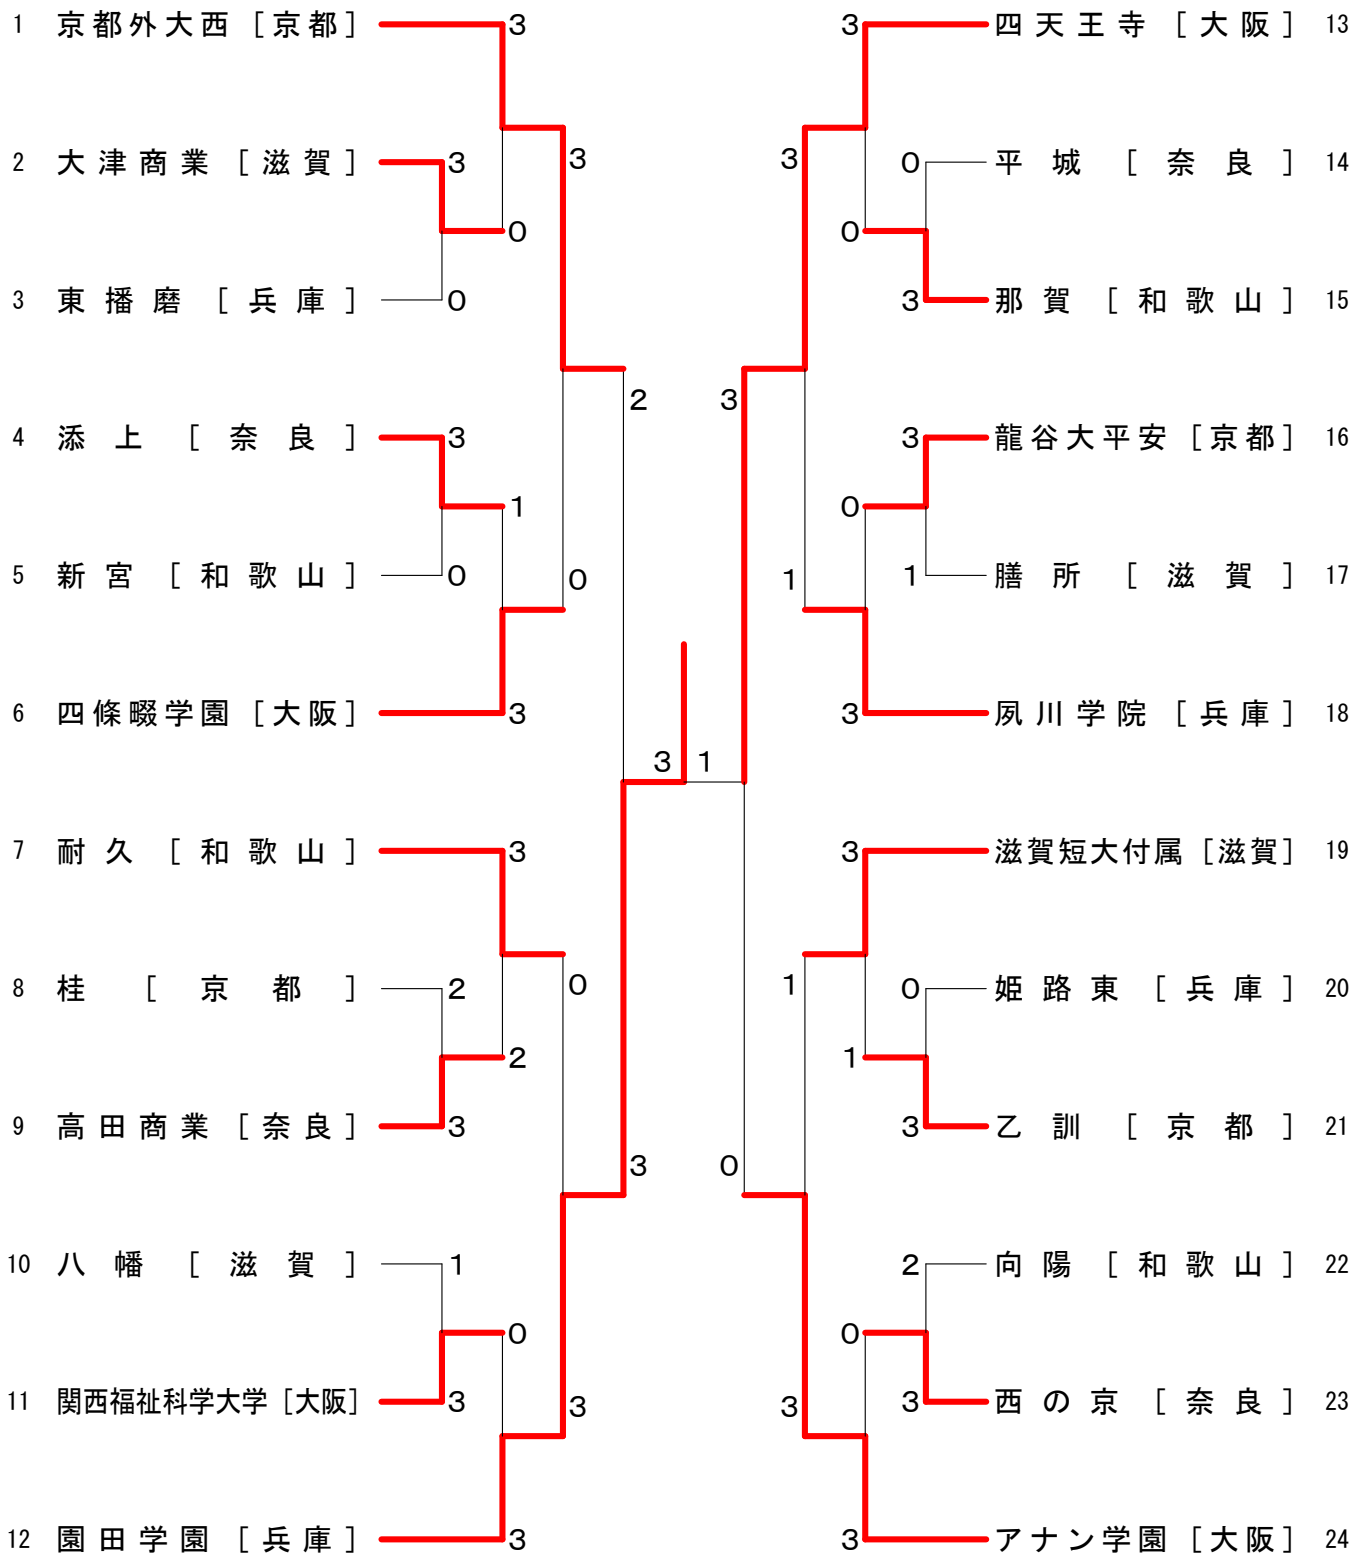 1 京都外大西［京都］ 3
3 四天王寺［大阪］ 13
3
3
2 大津商業［滋賀］ 3
0 平城［奈良］ 14
0
0
3 東播磨［兵庫］ 0
3 那賀［和歌山］ 15
2
3
4 添上［奈良］ 3
3 龍谷大平安［京都］ 16
1
0
5 新宮［和歌山］ 0
0
1
1 膳所［滋賀］ 17
6 四條畷学園［大阪］ 3
3 夙川学院［兵庫］ 18
3 1
7 耐久［和歌山］ 3
3 滋賀短大付属［滋賀］ 19
8 桂［京都］ 2
0
1
0 姫路東［兵庫］ 20
2
1
9 高田商業［奈良］ 3
3 乙訓［京都］ 21
3
0
10 八幡［滋賀］ 1
2 向陽［和歌山］ 22
0
0
11 関西福祉科学大学［大阪］ 3
3
3
3 西の京［奈良］ 23
12 園田学園［兵庫］ 3
3 アナン学園［大阪］ 24